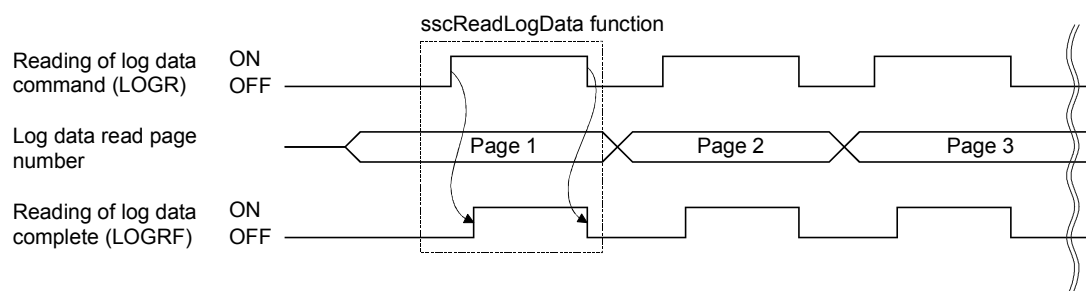 sscReadLogData function
Reading of log data ON
command (LOGR) OFF
Log data read page
number
Page 1 Page 2 Page 3
Reading of log data ON
complete (LOGRF) OFF